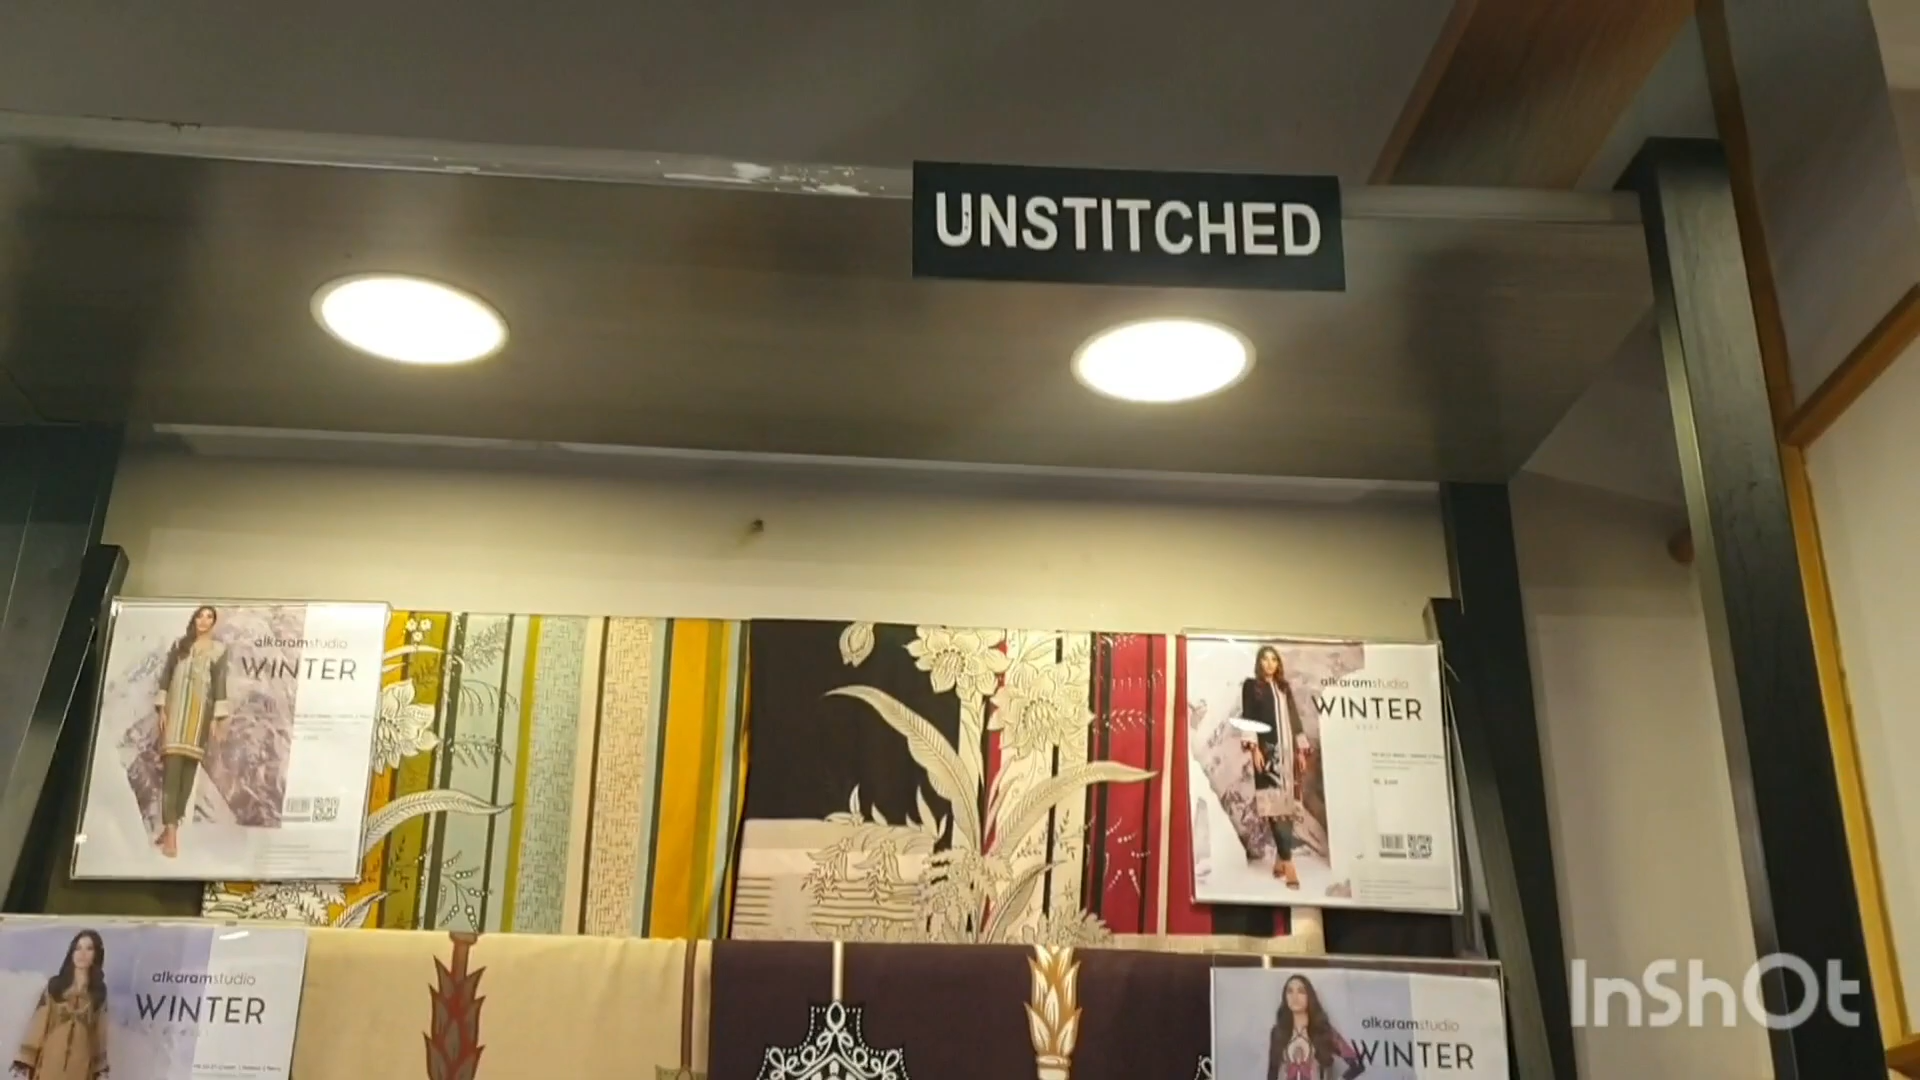 UNSTITCHED
alkaramstudio
WINTER
alkaramstudio
WINTER
alkaramstudio
WINTER
alkaramstudio
WINTER
InShOt